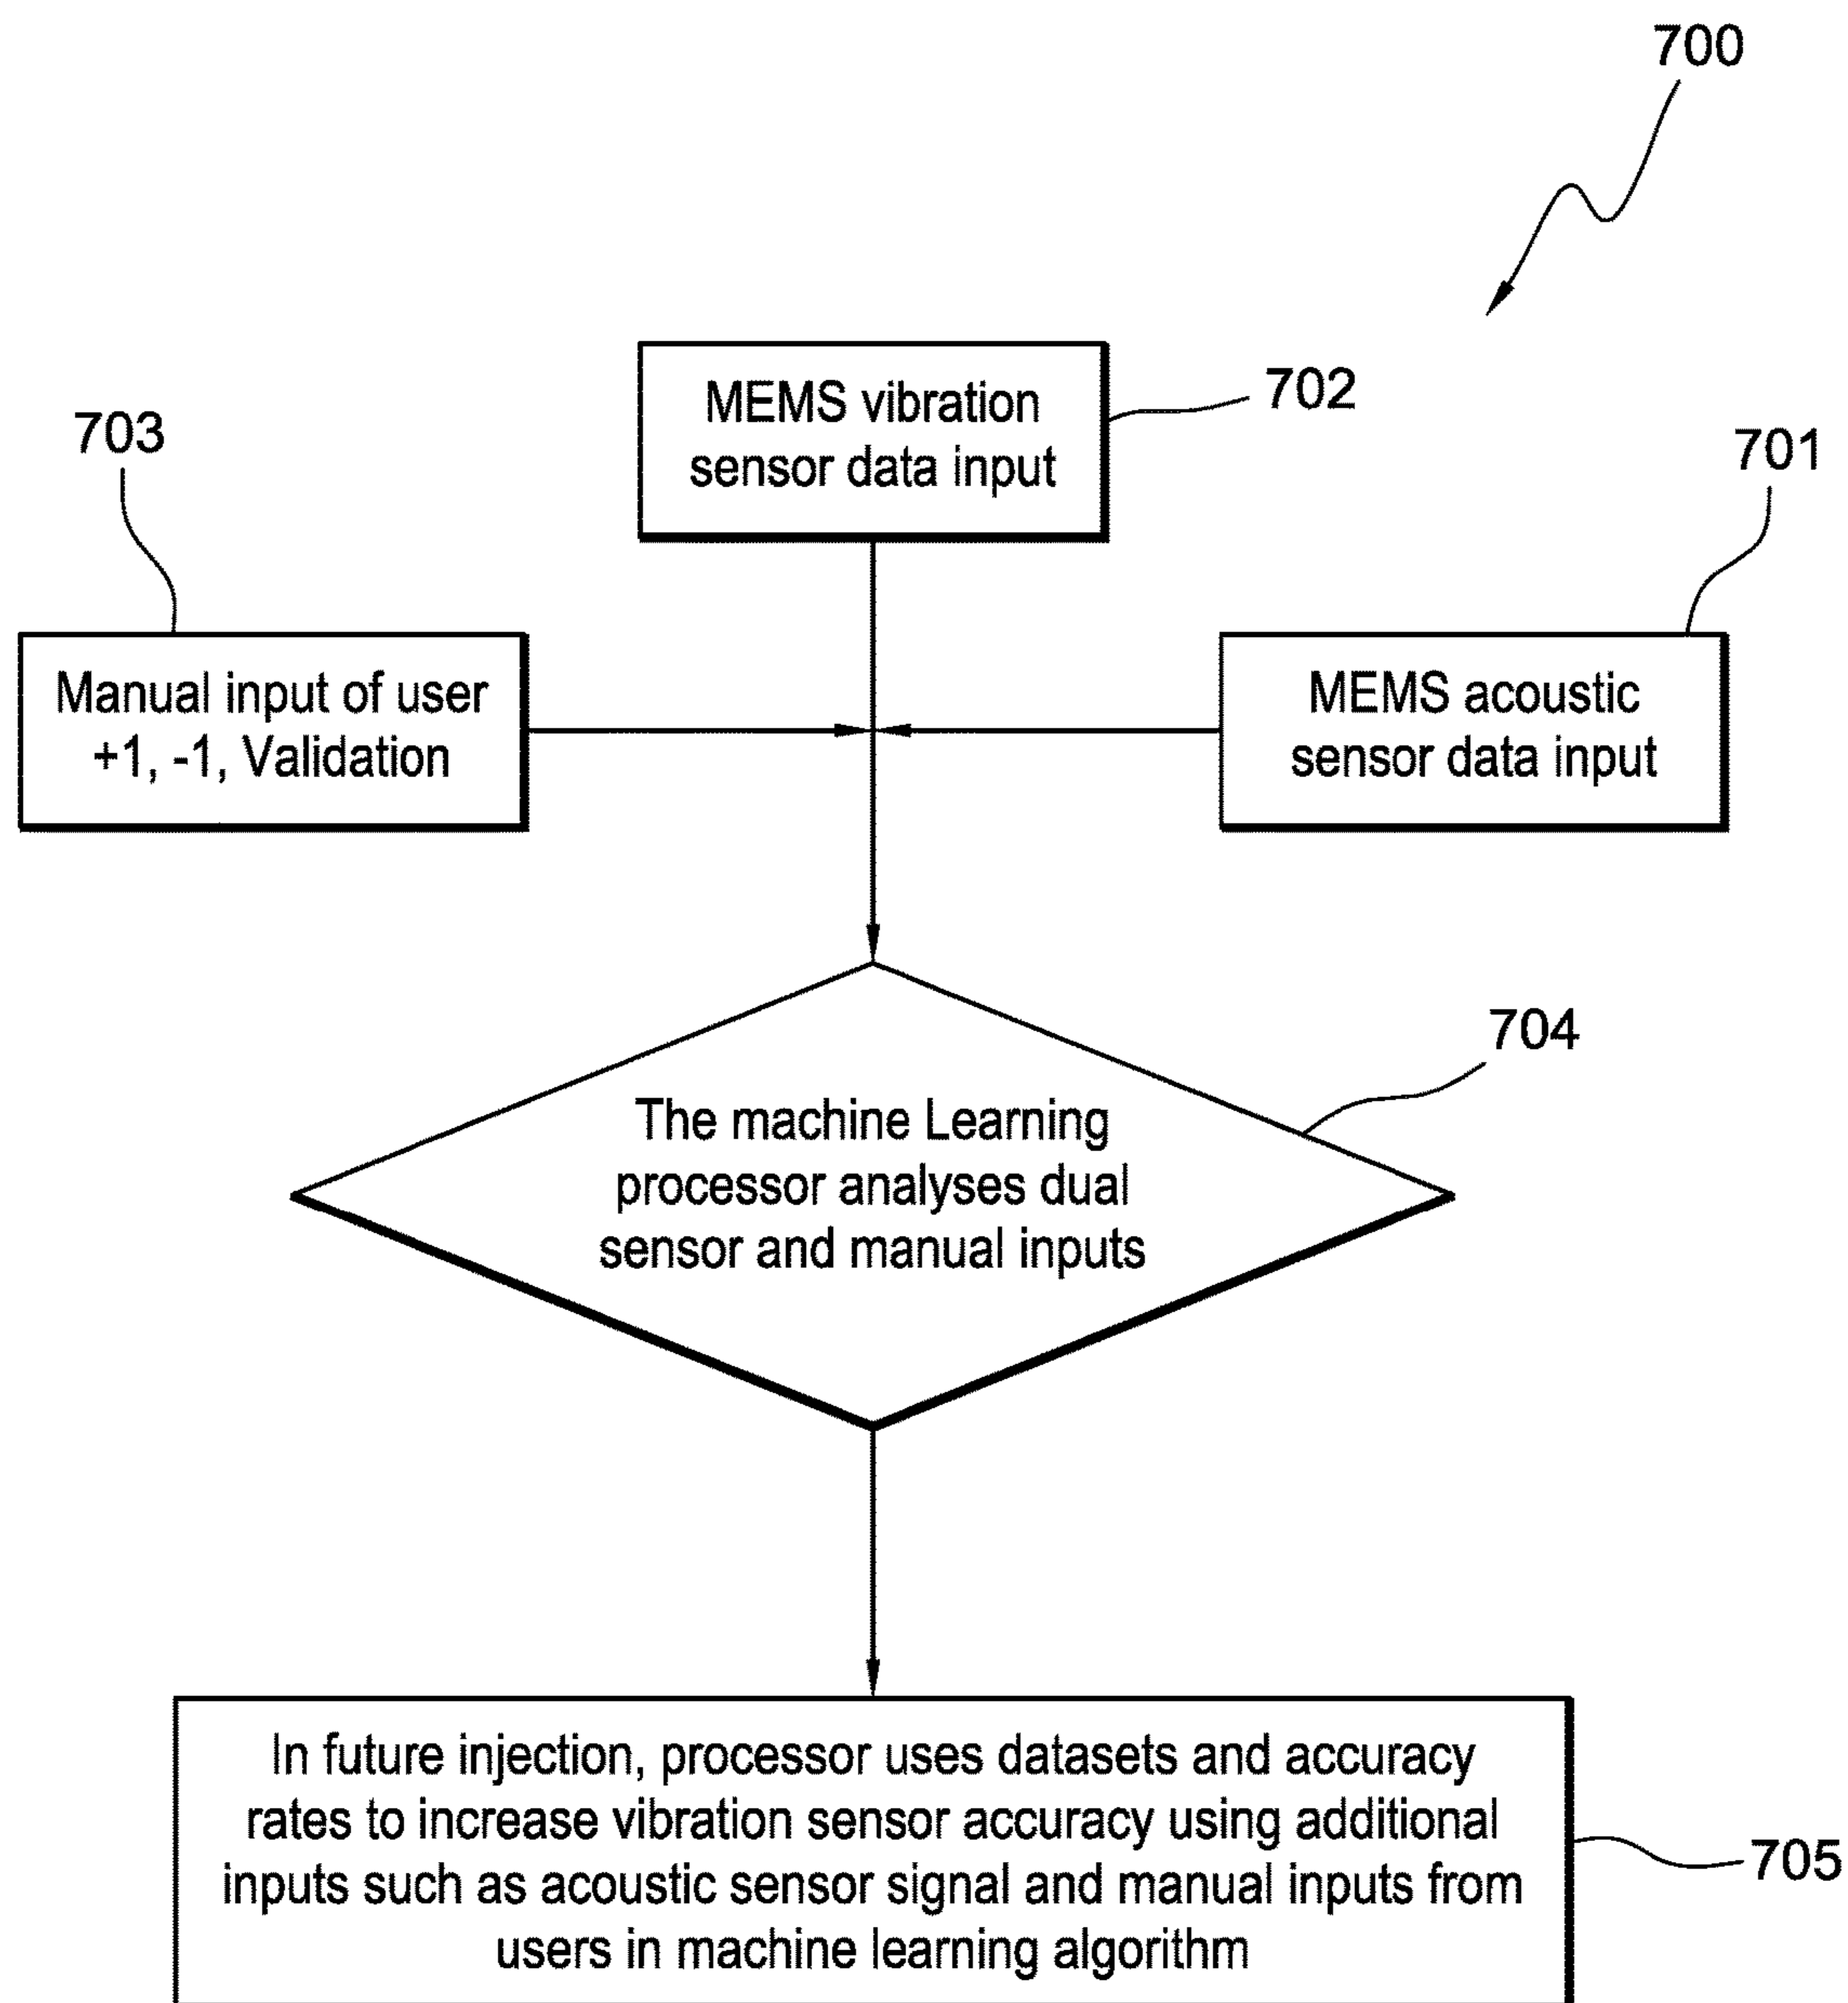 700
MEMS vibration
sensor data input
702
703
701
Manual input of user
+1, -1, Validation
MEMS acoustic
sensor data input
704
The machine Learning
processor analyses dual
sensor and manual inputs
In future injection, processor uses datasets and accuracy
rates to increase vibration sensor accuracy using additional
inputs such as acoustic sensor signal and manual inputs from
users in machine learning algorithm
705